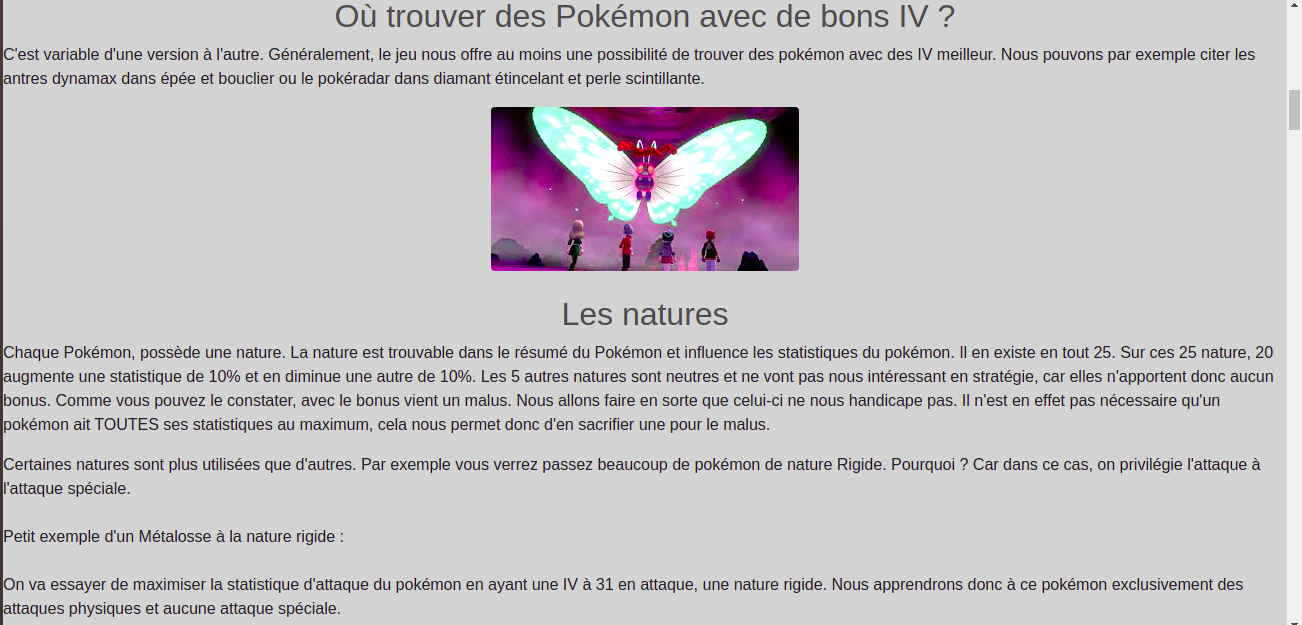 Où trouver des Pokémon avec de bons IV ?
C'est variable d'une version à l'autre. Généralement, le jeu nous offre au moins une possibilité de trouver des pokémon avec des IV meilleur. Nous pouvons par exemple citer les
antres dynamax dans épée et bouclier ou le pokéradar dans diamant étincelant et perle scintillante.
Les natures
Chaque Pokémon, possède une nature. La nature est trouvable dans le résumé du Pokémon et influence les statistiques du pokémon. Il en existe en tout 25. Sur ces 25 nature, 20
augmente une statistique de 10% et en diminue une autre de 10%. Les 5 autres natures sont neutres et ne vont pas nous intéressant en stratégie, car elles n'apportent donc aucun
bonus. Comme vous pouvez le constater, avec le bonus vient un malus. Nous allons faire en sorte que celui-ci ne nous handicape pas. Il n'est en effet pas nécessaire qu'un
pokémon ait TOUTES ses statistiques au maximum, cela nous permet donc d'en sacrifier une pour le malus.
Certaines natures sont plus utilisées que d'autres. Par exemple vous verrez passez beaucoup de pokémon de nature Rigide. Pourquoi ? Car dans ce cas, on privilégie l'attaque à
l'attaque spéciale.
Petit exemple d'un Métalosse à la nature rigide :
On va essayer de maximiser la statistique d'attaque du pokémon en ayant une IV à 31 en attaque, une nature rigide. Nous apprendrons donc à ce pokémon exclusivement des
attaques physiques et aucune attaque spéciale.